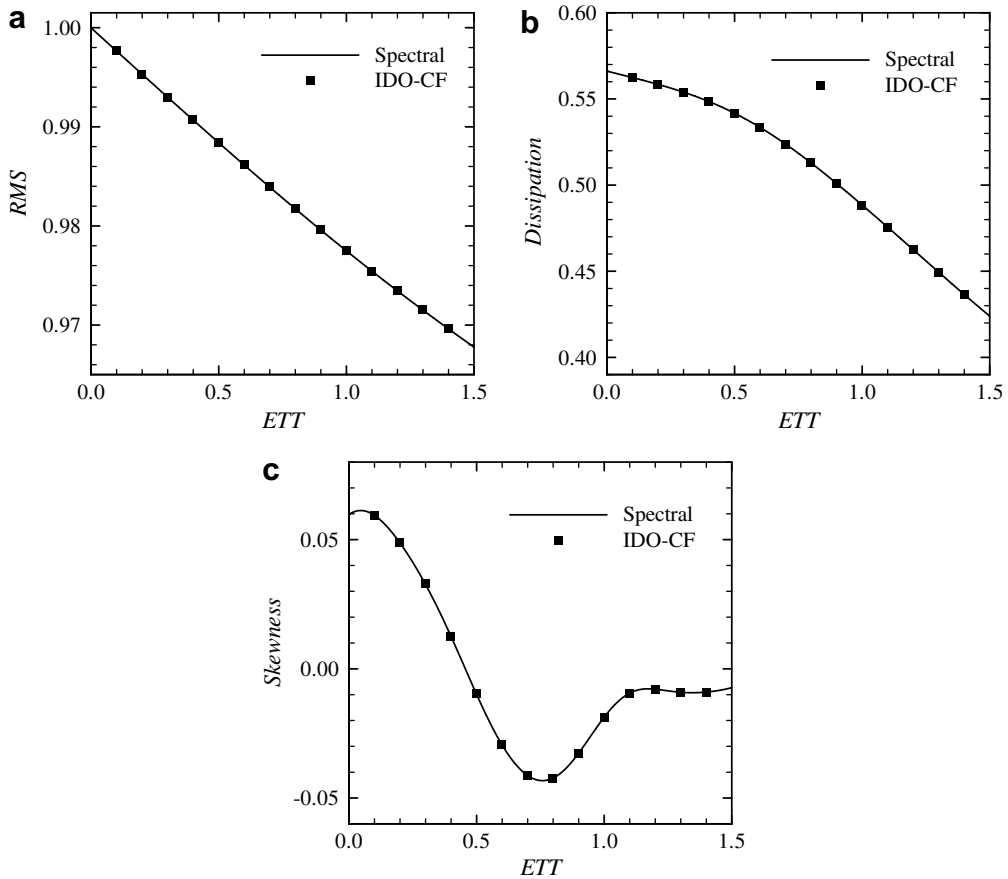 a
1.00
0.99
0.98
0.97
RMS
Spectral
IDO-CF
0.0
0.5
1.0
1.5
ETT
b
0.60
0.55
0.50
0.45
0.40
Dissipation
Spectral
IDO-CF
0.0
0.5
1.0
1.5
ETT
c
0.05
0.00
-0.05
Skewness
Spectral
IDO-CF
0.0
0.5
1.0
1.5
ETT